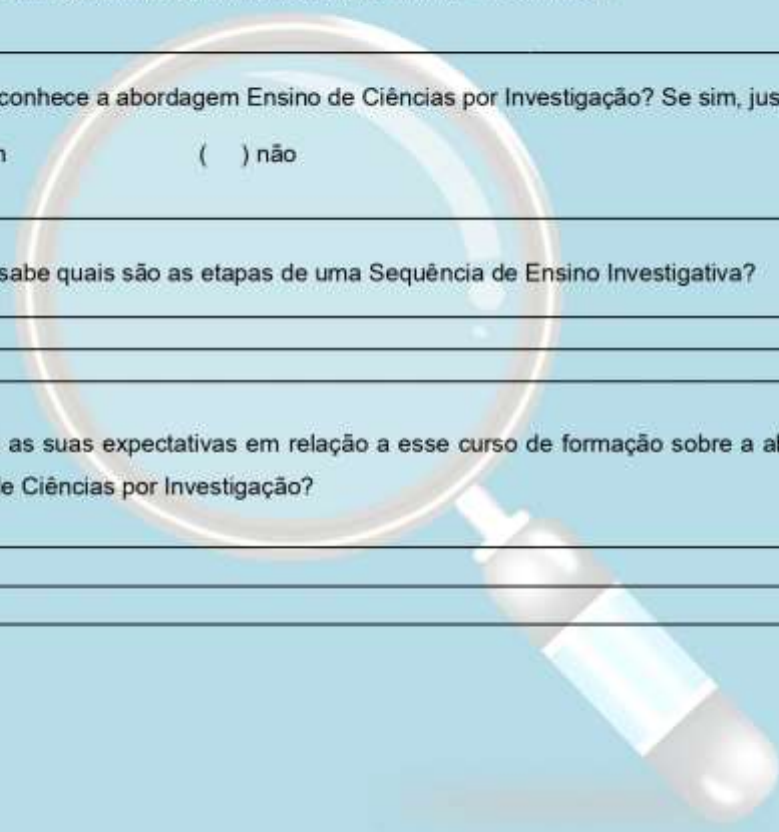 conhece a abordagem Ensino de Ciências por Investigação? Se sim, jus
( ) não
sabe quais são as etapas de uma Sequência de Ensino Investigativa?
as suas expectativas em relação a esse curso de formação sobre a a
e Ciências por Investigação?